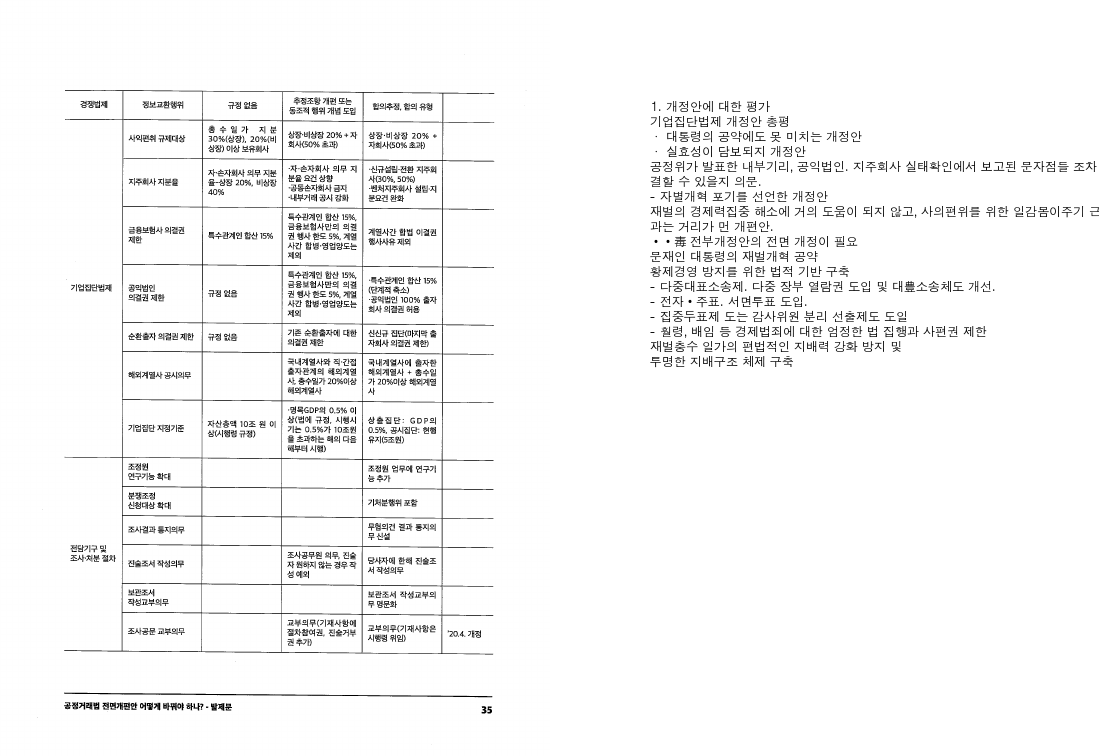 경쟁법제
정보교환행위
규정 없음
추정조항 개편 또는
동조적 행위 개념 도입
합의추정, 합의 유형
기업집단법제
사익편취 규제대상
총수일가 지분
30%(상장), 20%(비
상장) 이상 보유회사
상장·비상장 20% + 자
회사(50% 초과)
상장·비상장 20% +
자회사(50% 초과)
지주회사 지분율
자·손자회사 의무 지분
율–상장 20%, 비상장
40%
·자·손자회사 의무 지
분율 요건 상향
·공동손자회사 금지
·내부거래 공시 강화
·신규설립·전환 지주회
사(30%, 50%)
·벤처지주회사 설립·지
분요건 완화
금융보험사 의결권
제한
특수관계인 합산 15%
특수관계인 합산 15%,
금융보험사만의 의결
권 행사 한도 5%, 계열
사간 합병·영업양도는
제외
계열사간 합법 이결권
행사사유 제외
공익법인
의결권 제한
규정 없음
특수관계인 합산 15%,
금융보험사만의 의결
권 행사 한도 5%, 계열
사간 합병·영업양도는
제외
·특수관계인 합산 15%
(단계적 축소)
·공익법인 100% 출자
회사 의결권 허용
순환출자 의결권 제한
규정 없음
기존 순환출자에 대한
의결권 제한
신신규 집단(마지막 출
자회사 의결권 제한)
해외계열사 공시의무
국내계열사와 직·간접
출자관계의 해외계열
사, 총수일가 20%이상
해외계열사
국내계열사에 출자한
해외계열사 + 총수일
가 20%이상 해외계열
사
기업집단 지정기준
자산총액 10조 원 이
상(시행령 규정)
·명목GDP의 0.5% 이
상(법에 규정, 시행시
기는 0.5%가 10조원
을 초과하는 해의 다음
해부터 시행)
상출집단: GDP의
0.5%, 공시집단: 현행
유지(5조원)
전담기구 및
조사·처분 절차
조정원
연구기능 확대
조정원 업무에 연구기
능 추가
분쟁조정
신청대상 확대
기처분행위 포함
조사결과 통지의무
무혐의건 결과 통지의
무 신설
진술조서 작성의무
조사공무원 의무, 진술
자 원하지 않는 경우 작
성 예외
당사자에 한해 진술조
서 작성의무
보관조서
작성교부의무
보관조서 작성교부의
무 명문화
조사공문 교부의무
교부의무(기재사항에
절차참여권, 진술거부
권 추가)
교부의무(기재사항은
시행령 위임)
'20.4. 개정
공정거래법 전면개편안 어떻게 바꿔야 하나? - 발제문
35
1. 개정안에 대한 평가
기업집단법제 개정안 총평
· 대통령의 공약에도 못 미치는 개정안
· 실효성이 담보되지 개정안
공정위가 발표한 내부기리, 공익법인. 지주회사 실태확인에서 보고된 문자점들 조차
결할 수 있을지 의문.
– 자별개혁 포기를 선언한 개정안
재벌의 경제력집중 해소에 거의 도움이 되지 않고, 사의편위를 위한 일감몸이주기 근
과는 거리가 먼 개편안.
• • 毒 전부개정안의 전면 개정이 필요
문재인 대통령의 재벌개혁 공약
황제경영 방지를 위한 법적 기반 구축
– 다중대표소송제. 다중 장부 열람권 도입 및 대豊소송체도 개선.
– 전자 • 주표. 서면투표 도입.
– 집중두표제 도는 감사위원 분리 선출제도 도일
– 훨령, 배임 등 경제법죄에 대한 엄정한 법 집행과 사편권 제한
재벌충수 일가의 편법적인 지배력 강화 방지 및
투명한 지배구조 체제 구축